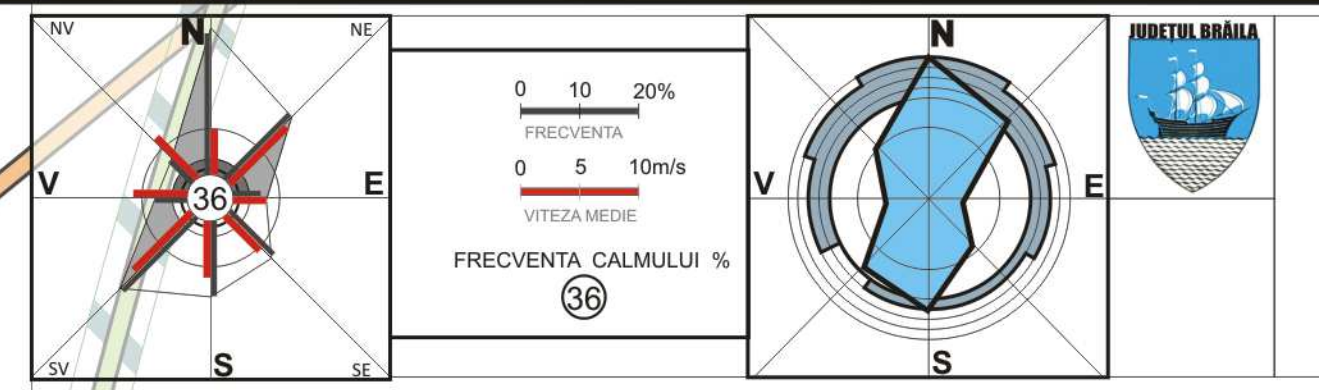 NV
N
NE
V
36
E
SV
S
SE
0 10 20%
FRECVENTA
0 5 10m/s
VITEZA MEDIE
FRECVENTA CALMULUI %
36
N
V
E
S
JUDEȚUL BRĂILA